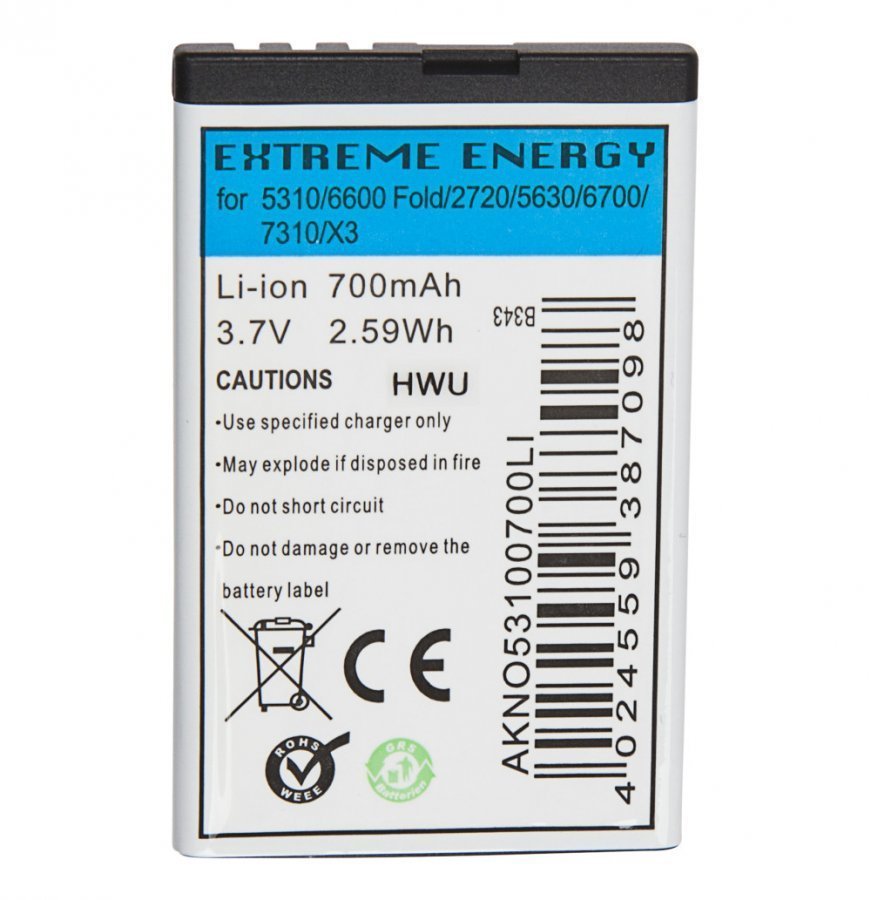 EXTREME ENERGY
for 5310/6600 Fold/2720/5630/6700/
7310/X3
Li-ion 700mAh
3.7V 2.59Wh
CAUTIONS HWU
•Use specified charger only
•May explode if disposed in fire
•Do not short circuit
•Do not damage or remove the
battery label
CE
ROHS
WEEE
GRS
Batterien
B343
AKNO53100700LI
4 024559 387098